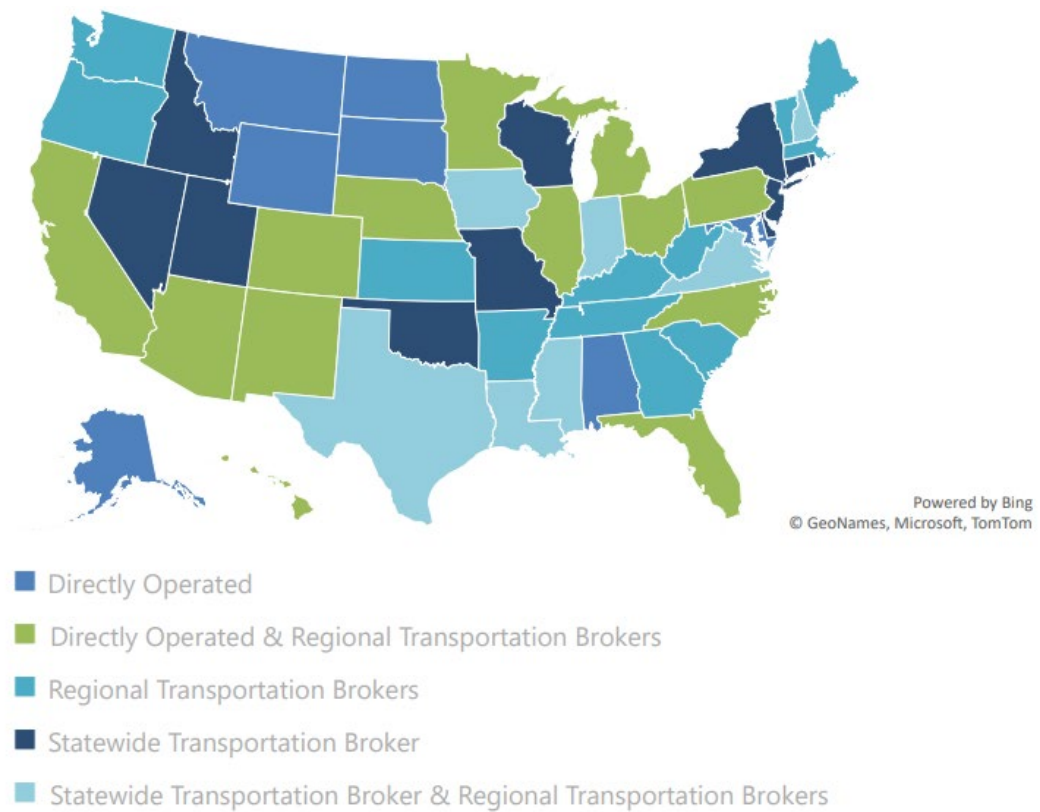 Powered by Bing
© GeoNames, Microsoft, TomTom
Directly Operated
Directly Operated & Regional Transportation Brokers
Regional Transportation Brokers
Statewide Transportation Broker
Statewide Transportation Broker & Regional Transportation Brokers